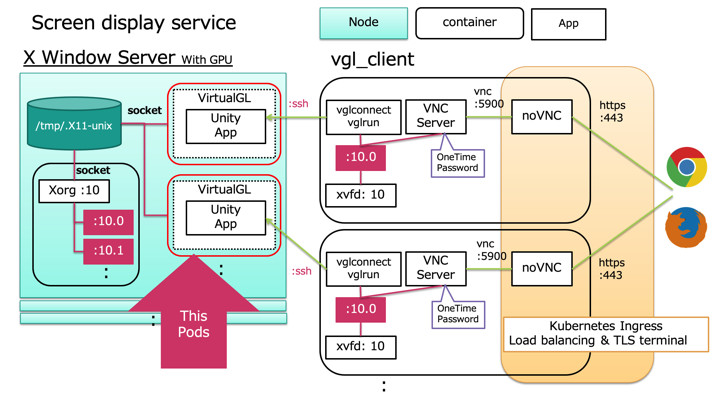 Screen display service
Node
container
App
X Window Server With GPU
vgl_client
/tmp/.X11-unix
socket
socket
Xorg :10
:10.0
:10.1
:
VirtualGL
Unity
App
VirtualGL
Unity
App
:
:
This
Pods
:ssh
vglconnect
vglrun
VNC
Server
:10.0
OneTime
Password
xvfd: 10
vnc
:5900
noVNC
https
:443
:ssh
vglconnect
vglrun
VNC
Server
:10.0
OneTime
Password
xvfd: 10
vnc
:5900
noVNC
https
:443
:
Kubernetes Ingress
Load balancing & TLS terminal